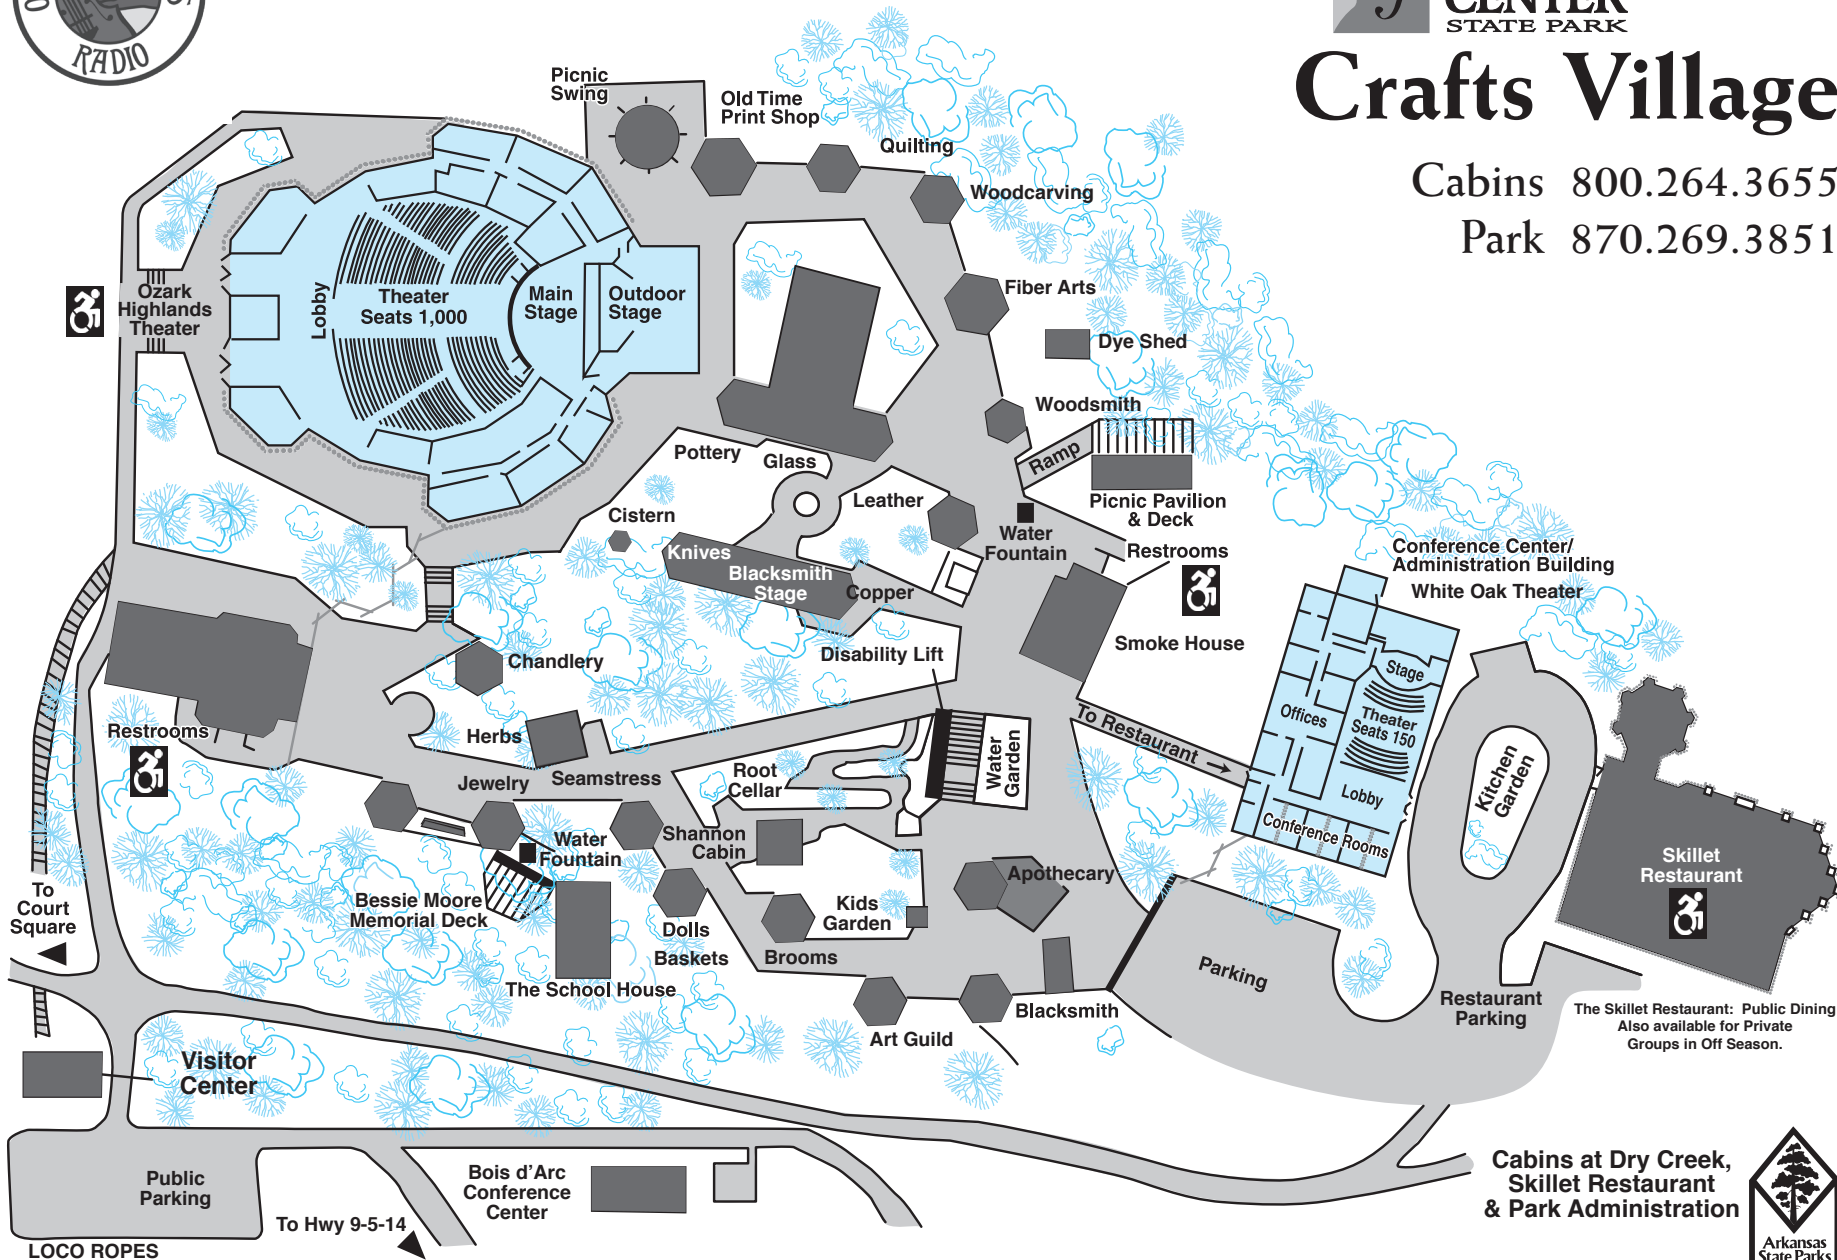 RADIO
CENTER
STATE PARK
Crafts Village
Cabins 800.264.3655
Park 870.269.3851
Picnic
Swing
Old Time
Print Shop
Quilting
Woodcarving
Fiber Arts
Dye Shed
Woodsmith
Ramp
Picnic Pavilion
& Deck
Ozark
Highlands
Theater
Lobby
Theater
Seats 1,000
Main
Stage
Outdoor
Stage
Pottery
Glass
Leather
Cistern
Knives
Blacksmith
Stage
Copper
Water
Fountain
Restrooms
Smoke House
Conference Center/
Administration Building
White Oak Theater
Stage
Theater
Seats 150
Offices
Lobby
Conference Rooms
To Restaurant →
Disability Lift
Chandlery
Herbs
Restrooms
Jewelry
Seamstress
Root
Cellar
Water
Garden
Kitchen
Garden
Skillet
Restaurant
Shannon
Cabin
Water
Fountain
Bessie Moore
Memorial Deck
The School House
Dolls
Baskets
Brooms
Kids
Garden
Apothecary
Art Guild
Blacksmith
Parking
Restaurant
Parking
The Skillet Restaurant: Public Dining
Also available for Private
Groups in Off Season.
To
Court
Square
Visitor
Center
Public
Parking
Bois d'Arc
Conference
Center
To Hwy 9-5-14
LOCO ROPES
Cabins at Dry Creek,
Skillet Restaurant
& Park Administration
Arkansas
State Parks